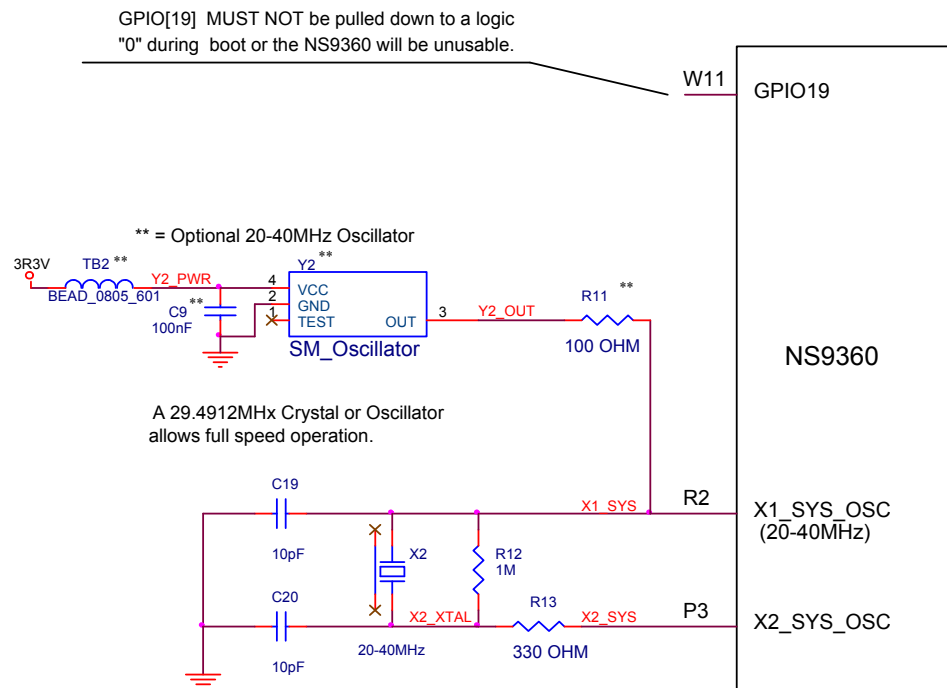 GPIO[19] MUST NOT be pulled down to a logic
"0" during boot or the NS9360 will be unusable.
W11
GPIO19
** = Optional 20-40MHz Oscillator
3R3V
TB2 **
BEAD_0805_601
Y2_PWR
C9 **
100nF
Y2 **
4
2
1
VCC
GND
TEST
OUT
3
SM_Oscillator
Y2_OUT
R11 **
100 OHM
NS9360
A 29.4912MHx Crystal or Oscillator
allows full speed operation.
C19
10pF
X1_SYS
R2
X1_SYS_OSC
(20-40MHz)
X2
R12
1M
C20
10pF
20-40MHz
X2_XTAL
R13
330 OHM
X2_SYS
P3
X2_SYS_OSC